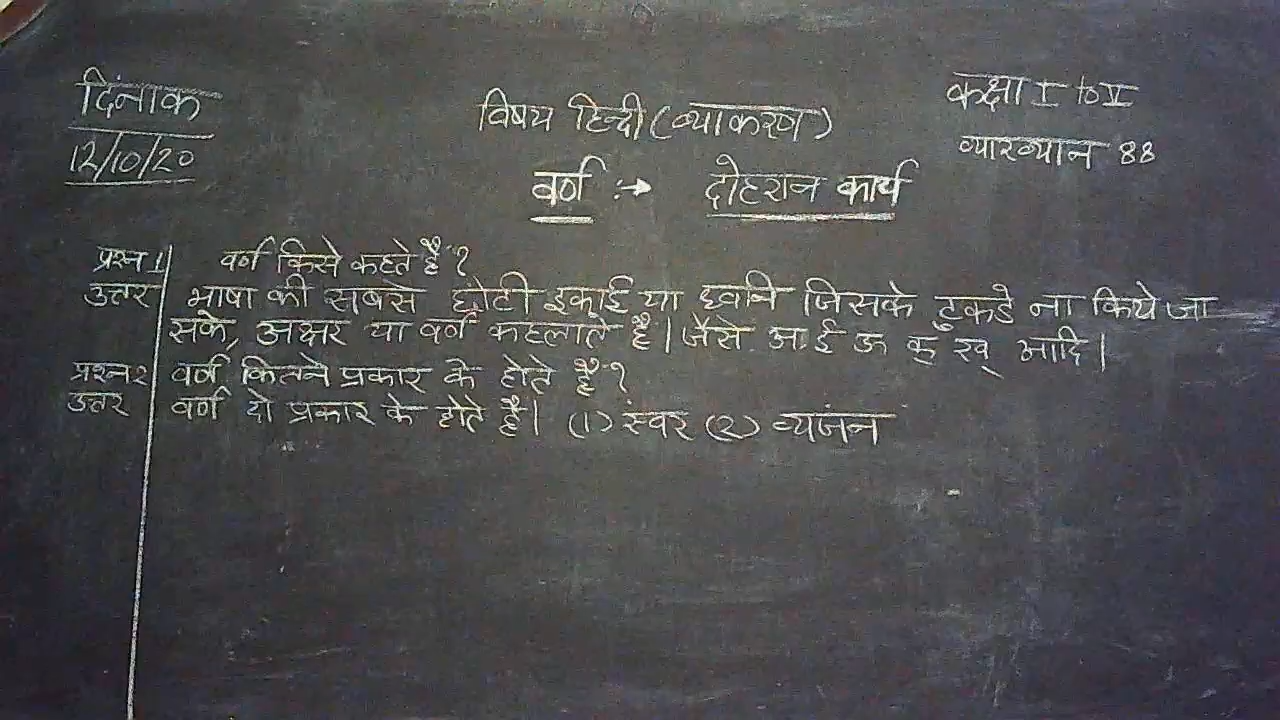 दिंनाक
12/10/20
विषय हिन्दी (व्याकरण)
कक्षा I to V
व्याख्यान 88
वर्ण :→ दोहरान कार्य
प्रश्न 1 वर्ण किसे कहते है ?
उत्तर भाषा की सबसे छोटी इकाई या ध्वनि जिसके टुकडे ना किये जा
सके, अक्षर या वर्ण कहलाते है। जैसे अ. ई ऊ क् ख् आदि।
प्रश्न 2 वर्ण कितने प्रकार के होते है ?
उत्तर वर्ण दो प्रकार के होते है। (1) स्ंवर (2) व्यंजन